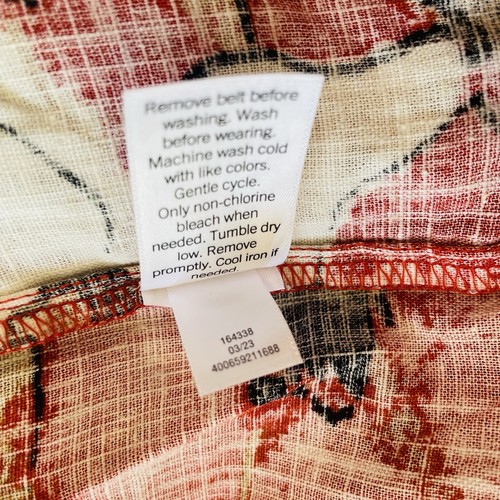 Remove belt before
washing. Wash
before wearing.
Machine wash cold
with like colors.
Gentle cycle.
Only non-chlorine
bleach when
needed. Tumble dry
low. Remove
promptly. Cool iron if
needed.
164338
03/23
400659211688